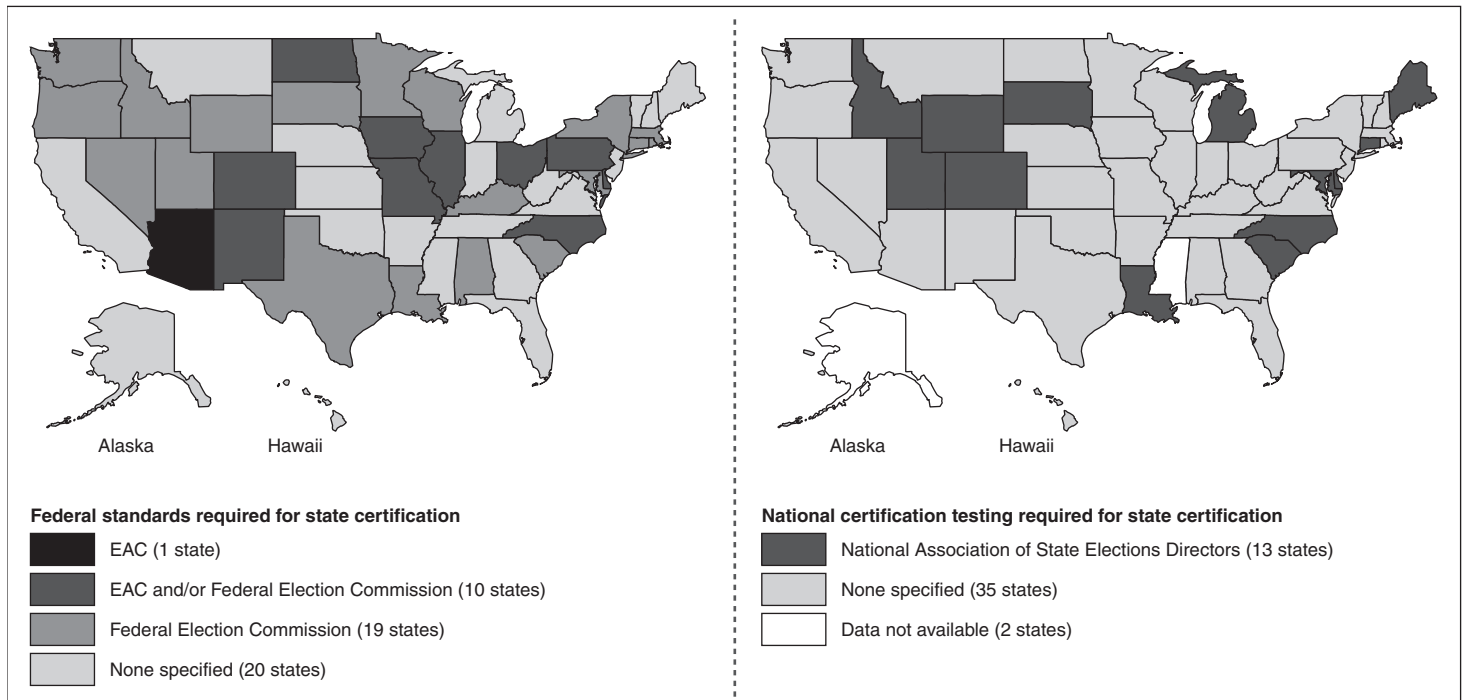 Alaska
Hawaii
Federal standards required for state certification
EAC (1 state)
EAC and/or Federal Election Commission (10 states)
Federal Election Commission (19 states)
None specified (20 states)
Alaska
Hawaii
National certification testing required for state certification
National Association of State Elections Directors (13 states)
None specified (35 states)
Data not available (2 states)